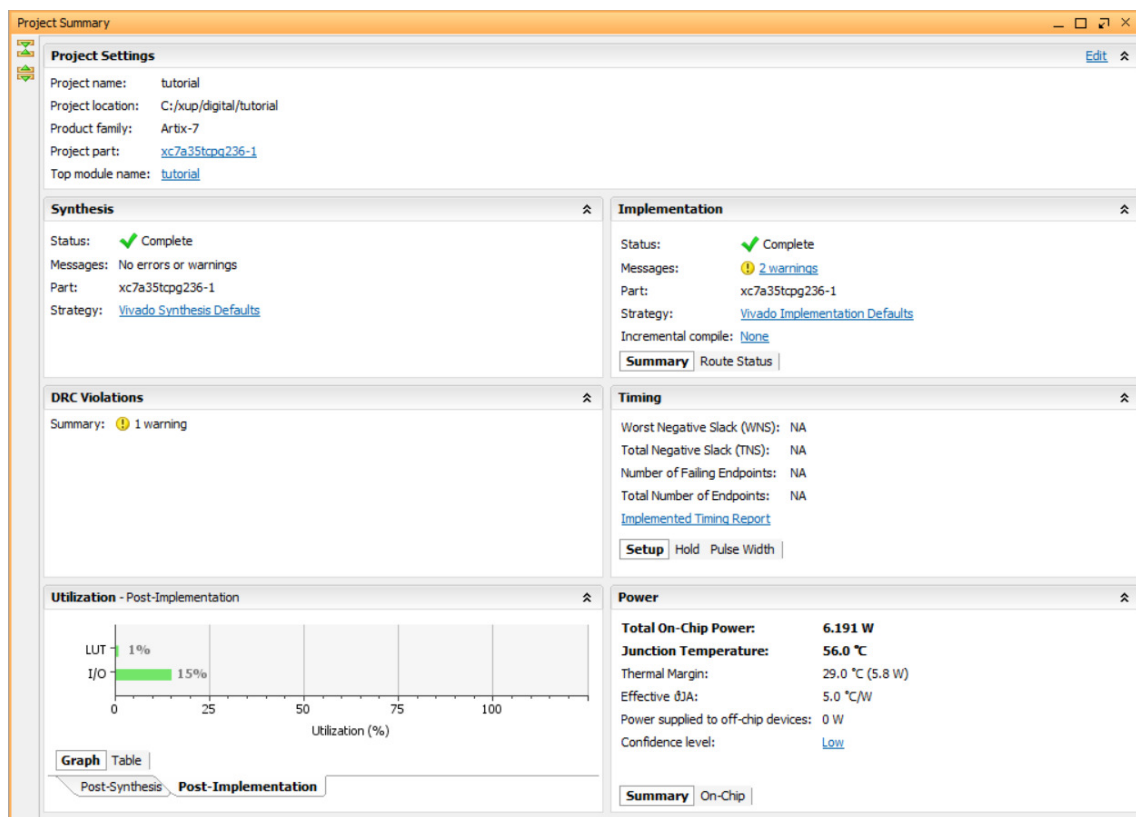 Project Summary
Project Settings
Edit
Project name: tutorial
Project location: C:/xup/digital/tutorial
Product family: Artix-7
Project part: xc7a35tcpg236-1
Top module name: tutorial
Synthesis
Status: Complete
Messages: No errors or warnings
Part: xc7a35tcpg236-1
Strategy: Vivado Synthesis Defaults
Implementation
Status: Complete
Messages: 2 warnings
Part: xc7a35tcpg236-1
Strategy: Vivado Implementation Defaults
Incremental compile: None
Summary Route Status
DRC Violations
Summary: 1 warning
Timing
Worst Negative Slack (WNS): NA
Total Negative Slack (TNS): NA
Number of Failing Endpoints: NA
Total Number of Endpoints: NA
Implemented Timing Report
Setup Hold Pulse Width
Utilization - Post-Implementation
LUT 1%
I/O 15%
0 25 50 75 100
Utilization (%)
Graph Table
Post-Synthesis Post-Implementation
Power
Total On-Chip Power: 6.191 W
Junction Temperature: 56.0 °C
Thermal Margin: 29.0 °C (5.8 W)
Effective ϑJA: 5.0 °C/W
Power supplied to off-chip devices: 0 W
Confidence level: Low
Summary On-Chip